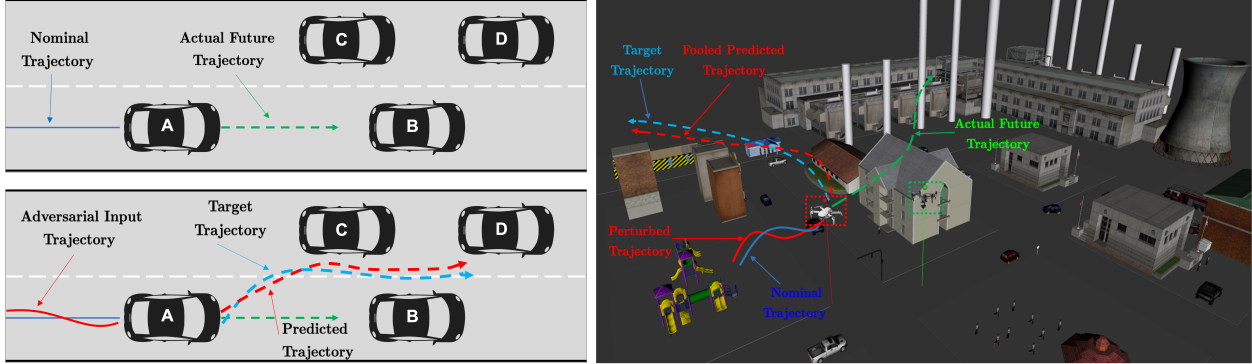 Nominal
Trajectory
Actual Future
Trajectory
C
D
A
B
Adversarial Input
Trajectory
Target
Trajectory
C
D
A
B
Predicted
Trajectory
Target
Trajectory
Fooled Predicted
Trajectory
Actual Future
Trajectory
Perturbed
Trajectory
Nominal
Trajectory